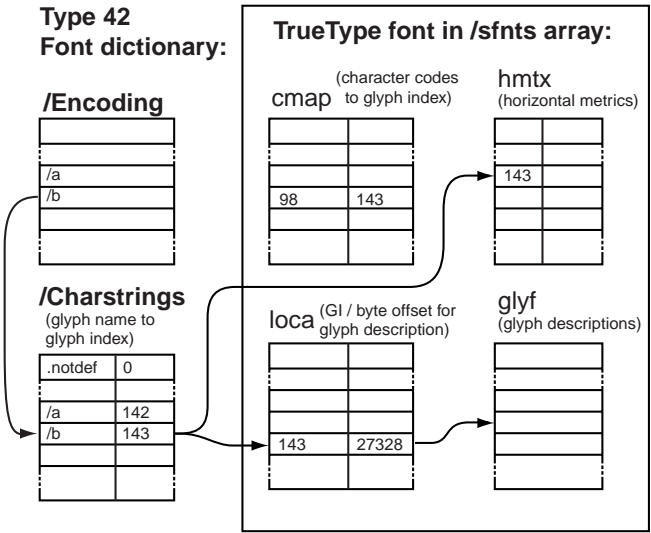 Type 42
Font dictionary:
TrueType font in /sfnts array:
/Encoding
/a
/b
cmap
(character codes
to glyph index)
98 143
hmtx
(horizontal metrics)
143
/Charstrings
(glyph name to
glyph index)
.notdef 0
/a 142
/b 143
loca
(GI / byte offset for
glyph description)
143 27328
glyf
(glyph descriptions)